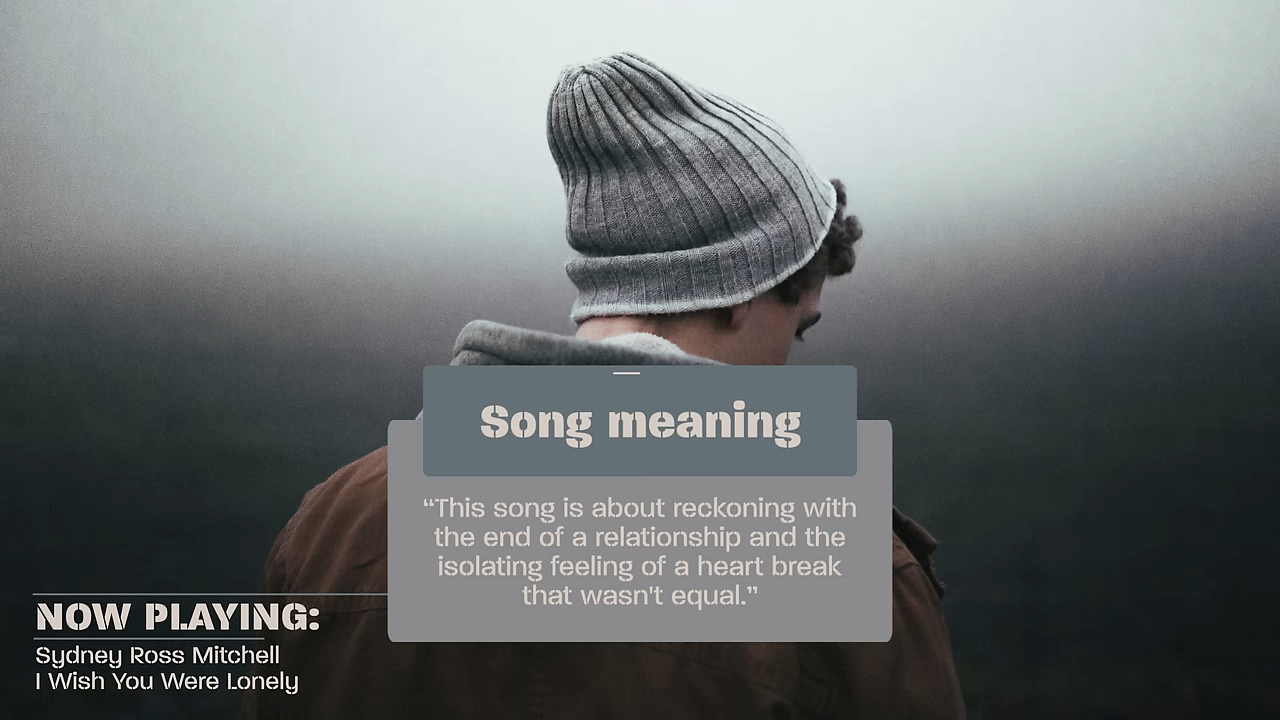 Song meaning
“This song is about reckoning with
the end of a relationship and the
isolating feeling of a heart break
that wasn't equal.”
NOW PLAYING:
Sydney Ross Mitchell
I Wish You Were Lonely